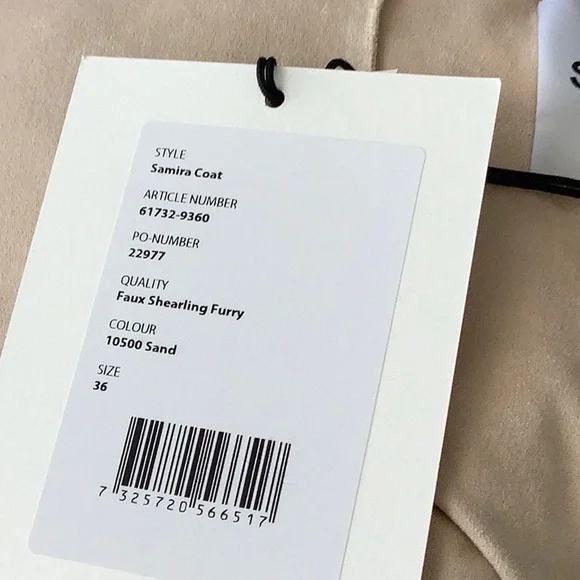 STYLE
Samira Coat
ARTICLE NUMBER
61732-9360
PO-NUMBER
22977
QUALITY
Faux Shearling Furry
COLOUR
10500 Sand
SIZE
36
7 325720 566517